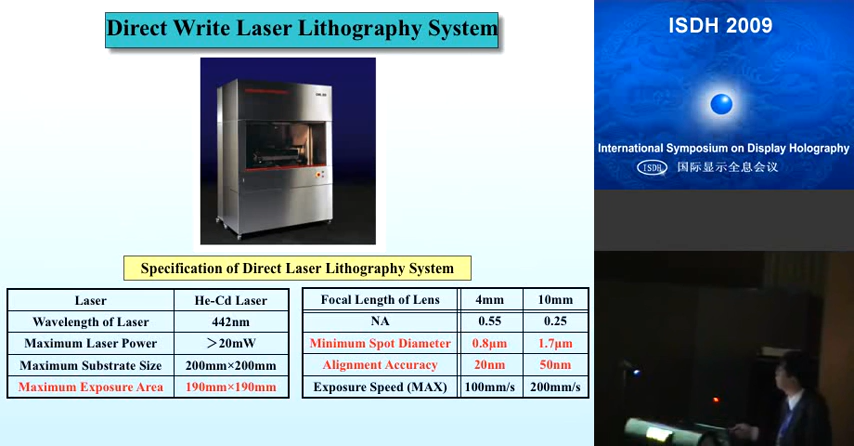 Direct Write Laser Lithography System
Specification of Direct Laser Lithography System
Laser He-Cd Laser
Wavelength of Laser 442nm
Maximum Laser Power ＞20mW
Maximum Substrate Size 200mm×200mm
Maximum Exposure Area 190mm×190mm
Focal Length of Lens 4mm 10mm
NA 0.55 0.25
Minimum Spot Diameter 0.8μm 1.7μm
Alignment Accuracy 20nm 50nm
Exposure Speed (MAX) 100mm/s 200mm/s
ISDH 2009
International Symposium on Display Holography
ISDH 国际显示全息会议